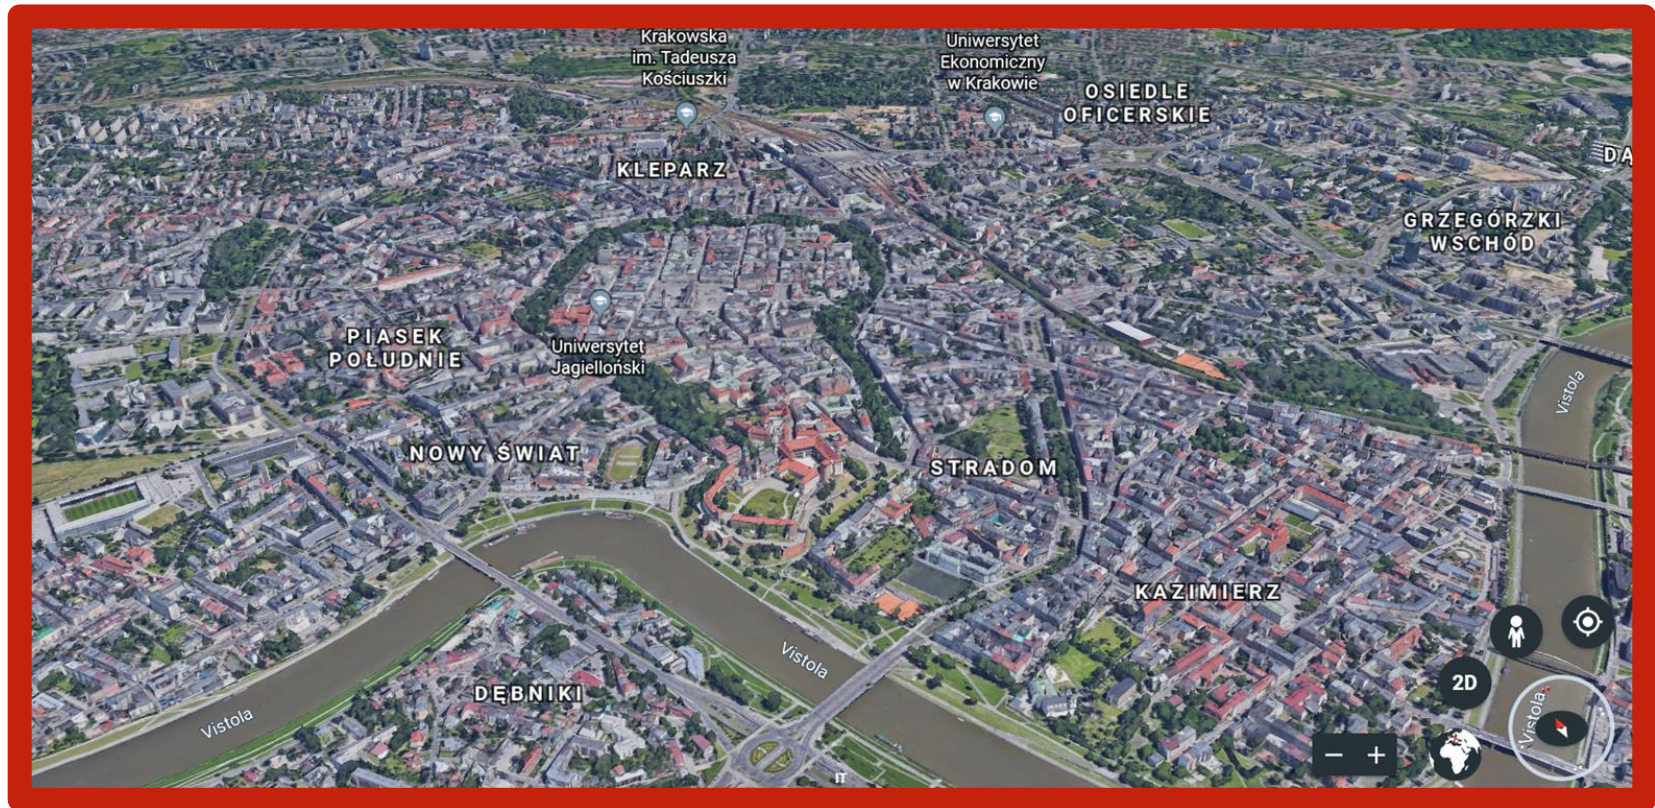 Krakowska
im. Tadeusza
Kościuszki
Uniwersytet
Ekonomiczny
w Krakowie
OSIEDLE
OFICERSKIE
KLEPARZ
DA
GRZEGÓRZKI
WSCHÓD
Uniwersytet
Jagielloński
PIASEK
POŁUDNIE
Vistola
NOWY ŚWIAT
STRADOM
KAZIMIERZ
Vistola
DĘBNIKI
2D
Vistola
Vistola
− +